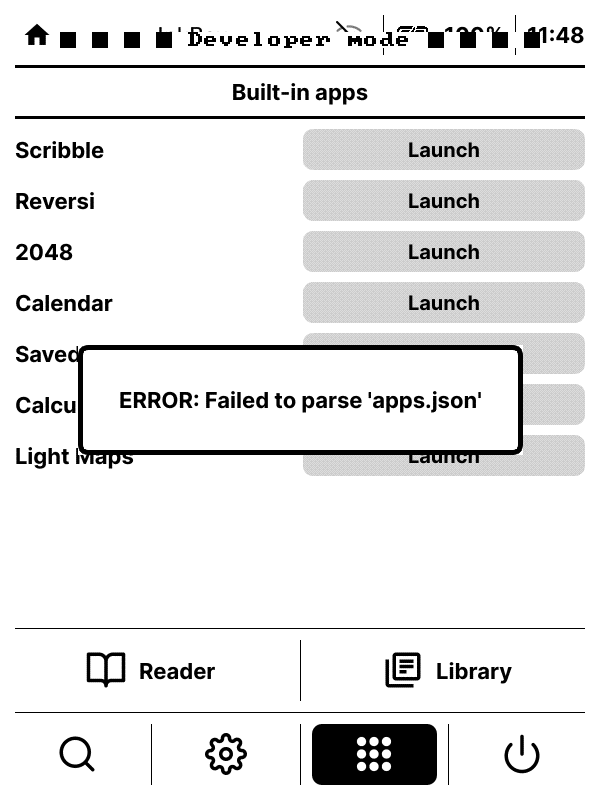 Developer mode
11:48
Built-in apps
Scribble Launch
Reversi Launch
2048 Launch
Calendar Launch
Saved
ERROR: Failed to parse 'apps.json'
Light Maps Launch
Reader Library